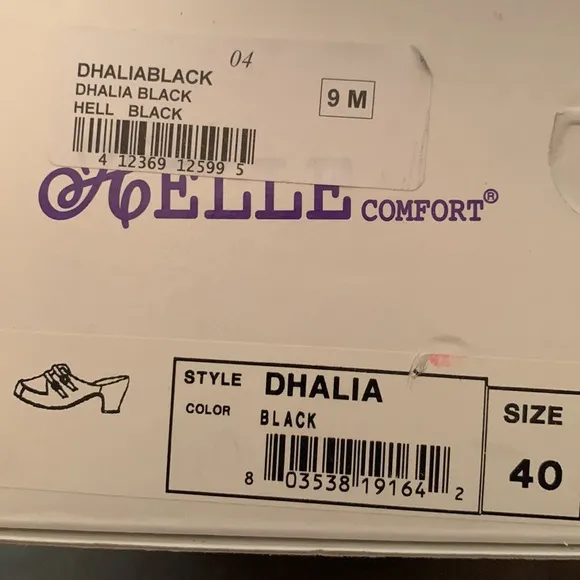 04
DHALIABLACK
DHALIA BLACK
HELL BLACK
9 M
4 12369 12599 5
HELLE COMFORT®
STYLE DHALIA
COLOR BLACK
8 03538 19164 2
SIZE
40